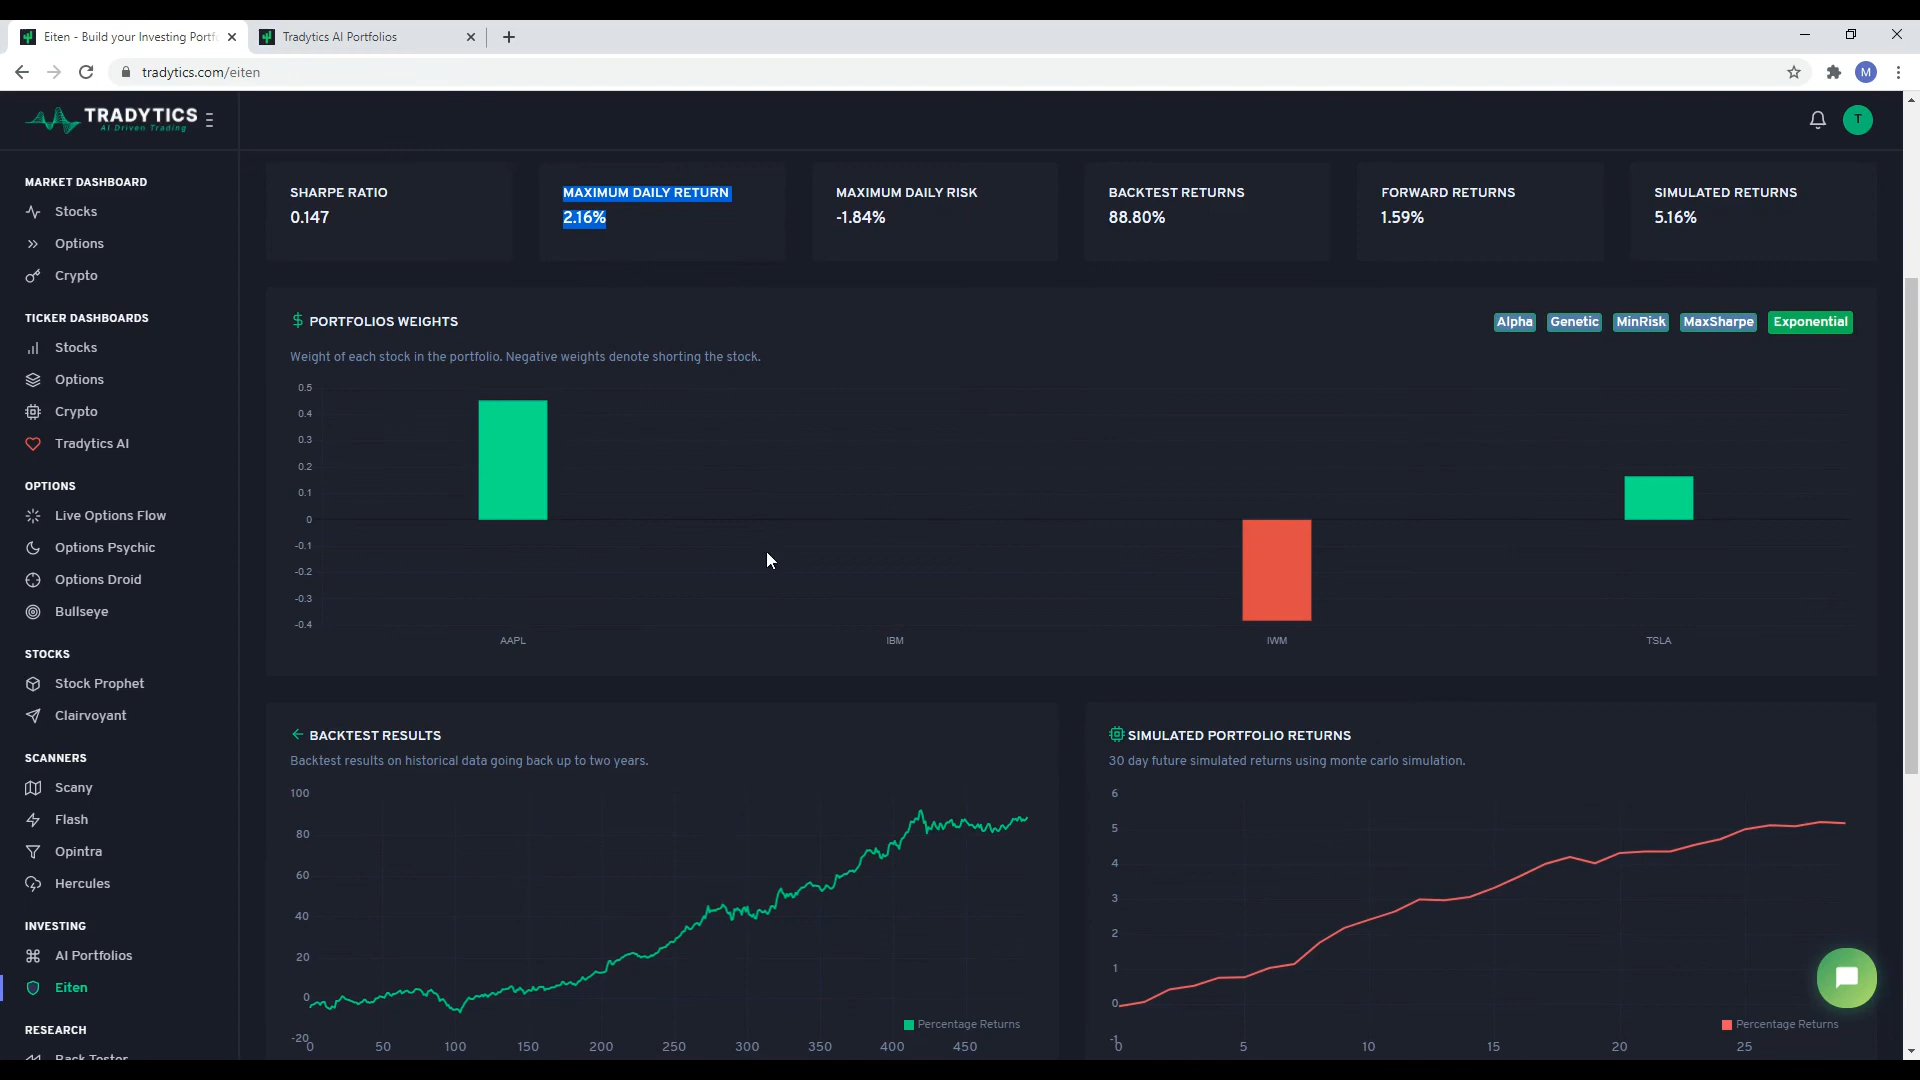 Eiten - Build your Investing Portf
Tradytics AI Portfolios
tradytics.com/eiten
M
TRADYTICS
AI Driven Trading
T
MARKET DASHBOARD
Stocks
Options
Crypto
TICKER DASHBOARDS
Stocks
Options
Crypto
Tradytics AI
OPTIONS
Live Options Flow
Options Psychic
Options Droid
Bullseye
STOCKS
Stock Prophet
Clairvoyant
SCANNERS
Scany
Flash
Opintra
Hercules
INVESTING
AI Portfolios
Eiten
RESEARCH
Back Tester
SHARPE RATIO
0.147
MAXIMUM DAILY RETURN
2.16%
MAXIMUM DAILY RISK
-1.84%
BACKTEST RETURNS
88.80%
FORWARD RETURNS
1.59%
SIMULATED RETURNS
5.16%
$ PORTFOLIOS WEIGHTS
Alpha Genetic MinRisk MaxSharpe Exponential
Weight of each stock in the portfolio. Negative weights denote shorting the stock.
0.5
0.4
0.3
0.2
0.1
0
-0.1
-0.2
-0.3
-0.4
AAPL IBM IWM TSLA
BACKTEST RESULTS
Backtest results on historical data going back up to two years.
100
80
60
40
20
0
-20
Percentage Returns
0 50 100 150 200 250 300 350 400 450
SIMULATED PORTFOLIO RETURNS
30 day future simulated returns using monte carlo simulation.
6
5
4
3
2
1
0
-1
Percentage Returns
0 5 10 15 20 25